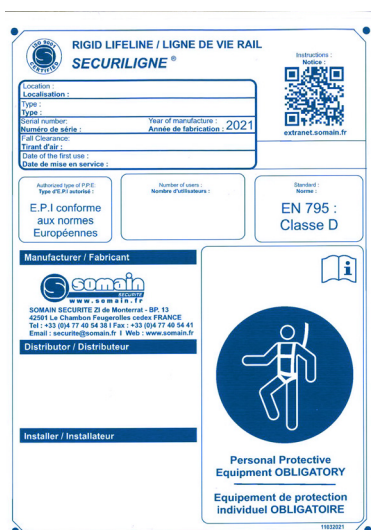 ISO 9001
CERTIFIED
RIGID LIFELINE / LIGNE DE VIE RAIL
SECURILIGNE ®
Instructions :
Notice :
extranet.somain.fr
Location :
Localisation :
Type :
Type :
Serial number:
Numéro de série :
Year of manufacture :
Année de fabrication :
2021
Fall Clearance:
Tirant d'air :
Date of the first use :
Date de mise en service :
Authorized type of P.P.E.
Type d'E.P.I autorisé :
E.P.I conforme
aux normes
Européennes
Number of users :
Nombre d'utilisateurs :
Standard :
Norme :
EN 795 :
Classe D
Manufacturer / Fabricant
somain
SECURITE
www.somain.fr
SOMAIN SECURITE ZI de Monterrat - BP. 13
42501 Le Chambon Feugerolles cedex FRANCE
Tel : +33 (0)4 77 40 54 38 I Fax : +33 (0)4 77 40 54 41
Email : securite@somain.fr I Web : www.somain.fr
Distributor / Distributeur
Installer / Installateur
i
Personal Protective
Equipment OBLIGATORY
Equipement de protection
individuel OBLIGATOIRE
11032021